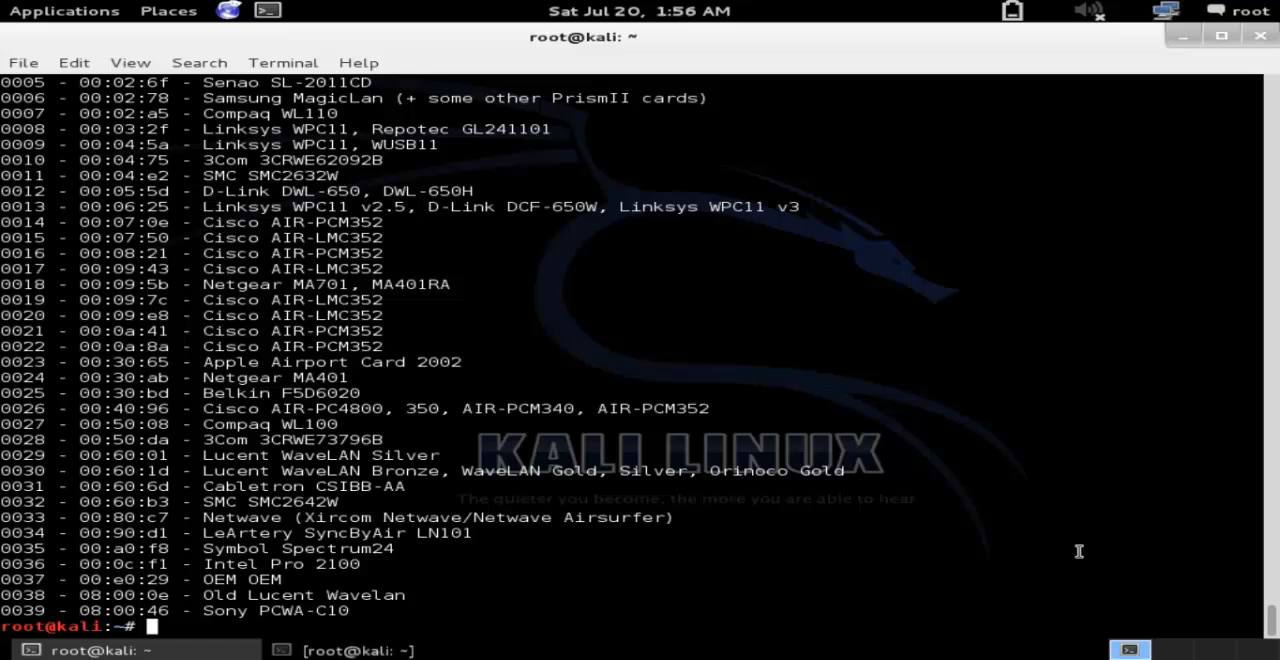 Applications Places Sat Jul 20, 1:56 AM root
root@kali: ~
File Edit View Search Terminal Help
0005 - 00:02:6f - Senao SL-2011CD
0006 - 00:02:78 - Samsung MagicLan (+ some other PrismII cards)
0007 - 00:02:a5 - Compaq WL110
0008 - 00:03:2f - Linksys WPC11, Repotec GL241101
0009 - 00:04:5a - Linksys WPC11, WUSB11
0010 - 00:04:75 - 3Com 3CRWE62092B
0011 - 00:04:e2 - SMC SMC2632W
0012 - 00:05:5d - D-Link DWL-650, DWL-650H
0013 - 00:06:25 - Linksys WPC11 v2.5, D-Link DCF-650W, Linksys WPC11 v3
0014 - 00:07:0e - Cisco AIR-PCM352
0015 - 00:07:50 - Cisco AIR-LMC352
0016 - 00:08:21 - Cisco AIR-PCM352
0017 - 00:09:43 - Cisco AIR-LMC352
0018 - 00:09:5b - Netgear MA701, MA401RA
0019 - 00:09:7c - Cisco AIR-LMC352
0020 - 00:09:e8 - Cisco AIR-LMC352
0021 - 00:0a:41 - Cisco AIR-PCM352
0022 - 00:0a:8a - Cisco AIR-PCM352
0023 - 00:30:65 - Apple Airport Card 2002
0024 - 00:30:ab - Netgear MA401
0025 - 00:30:bd - Belkin F5D6020
0026 - 00:40:96 - Cisco AIR-PC4800, 350, AIR-PCM340, AIR-PCM352
0027 - 00:50:08 - Compaq WL100
0028 - 00:50:da - 3Com 3CRWE73796B
0029 - 00:60:01 - Lucent WaveLAN Silver
0030 - 00:60:1d - Lucent WaveLAN Bronze, WaveLAN Gold, Silver, Orinoco Gold
0031 - 00:60:6d - Cabletron CSIBB-AA
0032 - 00:60:b3 - SMC SMC2642W
0033 - 00:80:c7 - Netwave (Xircom Netwave/Netwave Airsurfer)
0034 - 00:90:d1 - LeArtery SyncByAir LN101
0035 - 00:a0:f8 - Symbol Spectrum24
0036 - 00:0c:f1 - Intel Pro 2100
0037 - 00:e0:29 - OEM OEM
0038 - 08:00:0e - Old Lucent Wavelan
0039 - 08:00:46 - Sony PCWA-C10
root@kali:~#
KALI LINUX
The quieter you become, the more you are able to hear
root@kali: ~ [root@kali: ~]